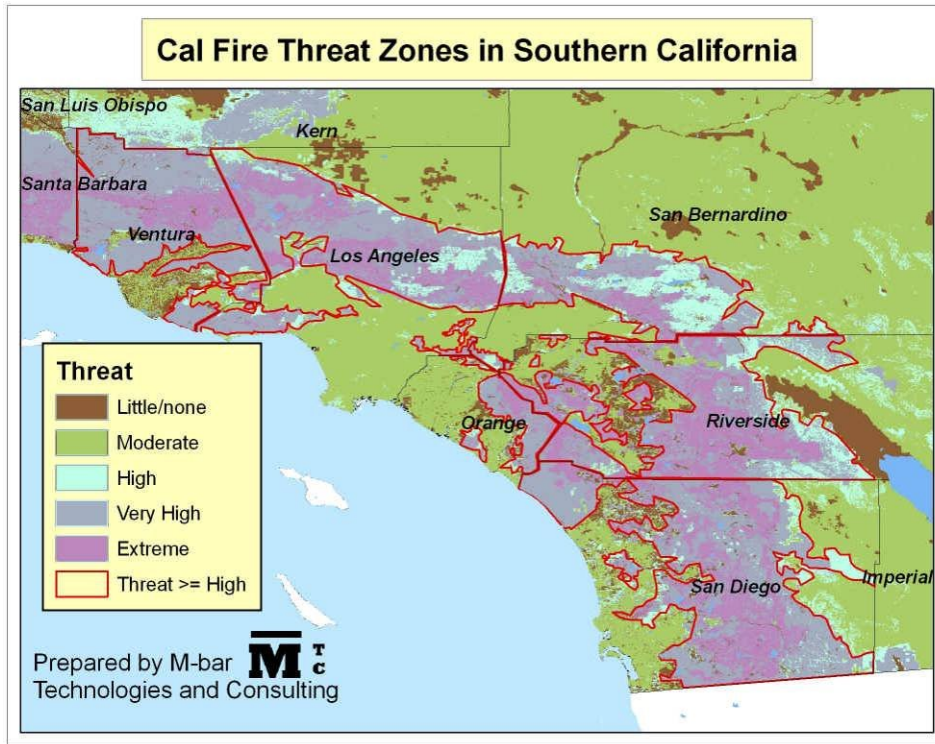 Cal Fire Threat Zones in Southern California
San Luis Obispo
Kern
Santa Barbara
San Bernardino
Ventura
Los Angeles
Threat
Little/none
Moderate
High
Very High
Extreme
Threat >= High
Orange
Riverside
San Diego
Imperial
Prepared by M-bar M T C
Technologies and Consulting